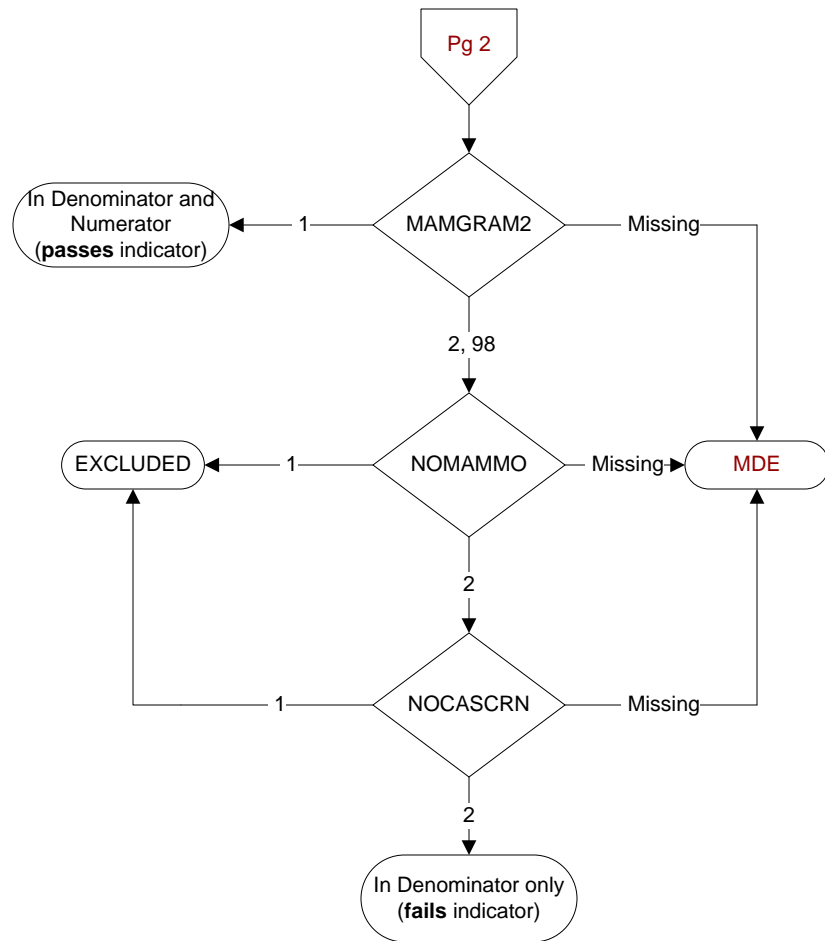 Pg 2
In Denominator and
Numerator
(passes indicator)
1
MAMGRAM2
Missing
2, 98
EXCLUDED
1
NOMAMMO
Missing
MDE
2
1
NOCASCRN
Missing
2
In Denominator only
(fails indicator)